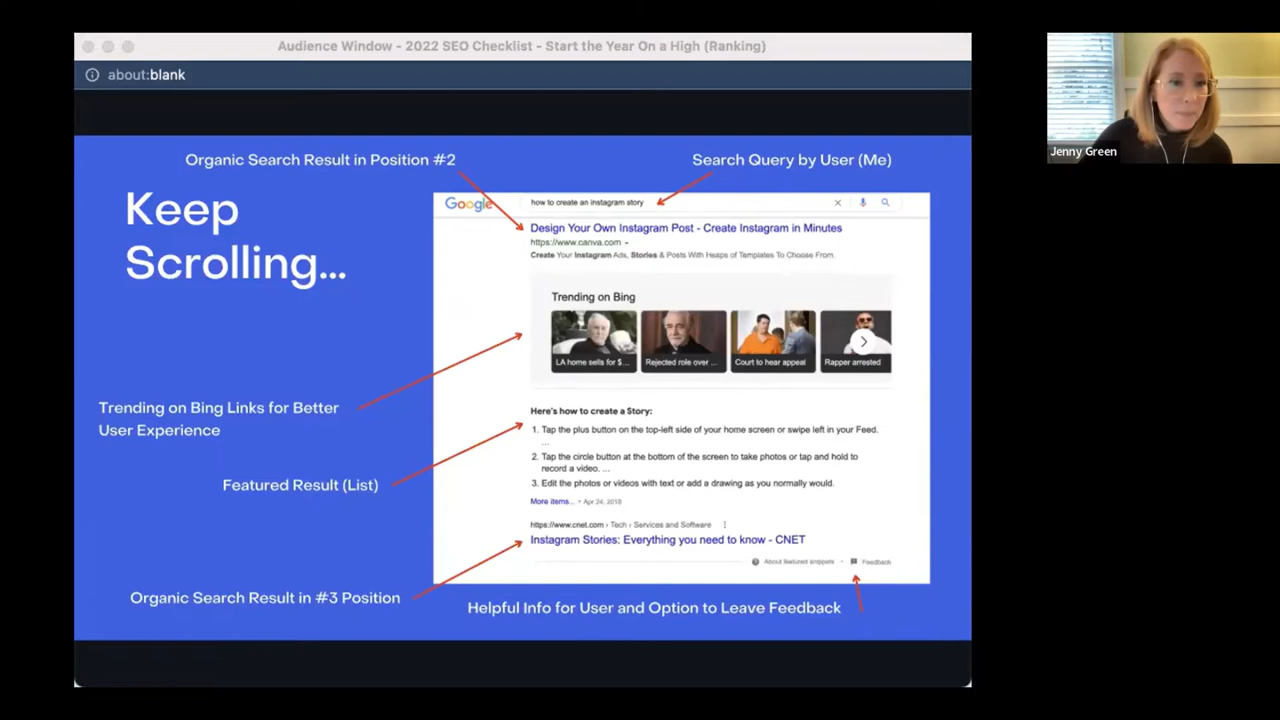 Audience Window - 2022 SEO Checklist - Start the Year On a High (Ranking)
about:blank
Organic Search Result in Position #2
Search Query by User (Me)
Keep
Scrolling...
Google
how to create an instagram story
Design Your Own Instagram Post - Create Instagram in Minutes
https://www.canva.com
Create Your Instagram Ads, Stories & Posts With Heaps of Templates To Choose From.
Trending on Bing
LA home sells for $...
Rejected role over ...
Court to hear appeal
Rapper arrested
Trending on Bing Links for Better
User Experience
Here's how to create a Story:
1. Tap the plus button on the top-left side of your home screen or swipe left in your Feed.
...
2. Tap the circle button at the bottom of the screen to take photos or tap and hold to
record a video. ...
3. Edit the photos or videos with text or add a drawing as you normally would.
More items... • Apr 24, 2018
Featured Result (List)
https://www.cnet.com › Tech › Services and Software
Instagram Stories: Everything you need to know - CNET
About featured snippets • Feedback
Organic Search Result in #3 Position
Helpful Info for User and Option to Leave Feedback
Jenny Green